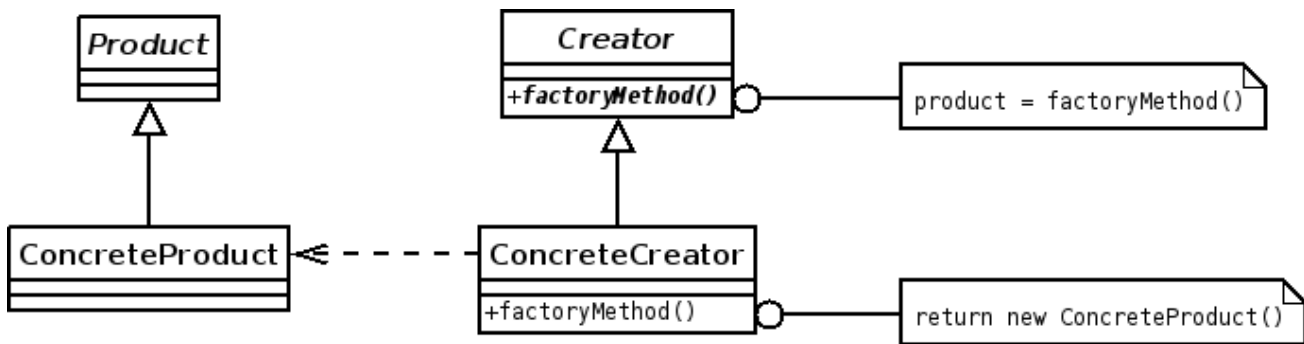 Product
Creator
+factoryMethod()
product = factoryMethod()
ConcreteProduct
ConcreteCreator
+factoryMethod()
return new ConcreteProduct()